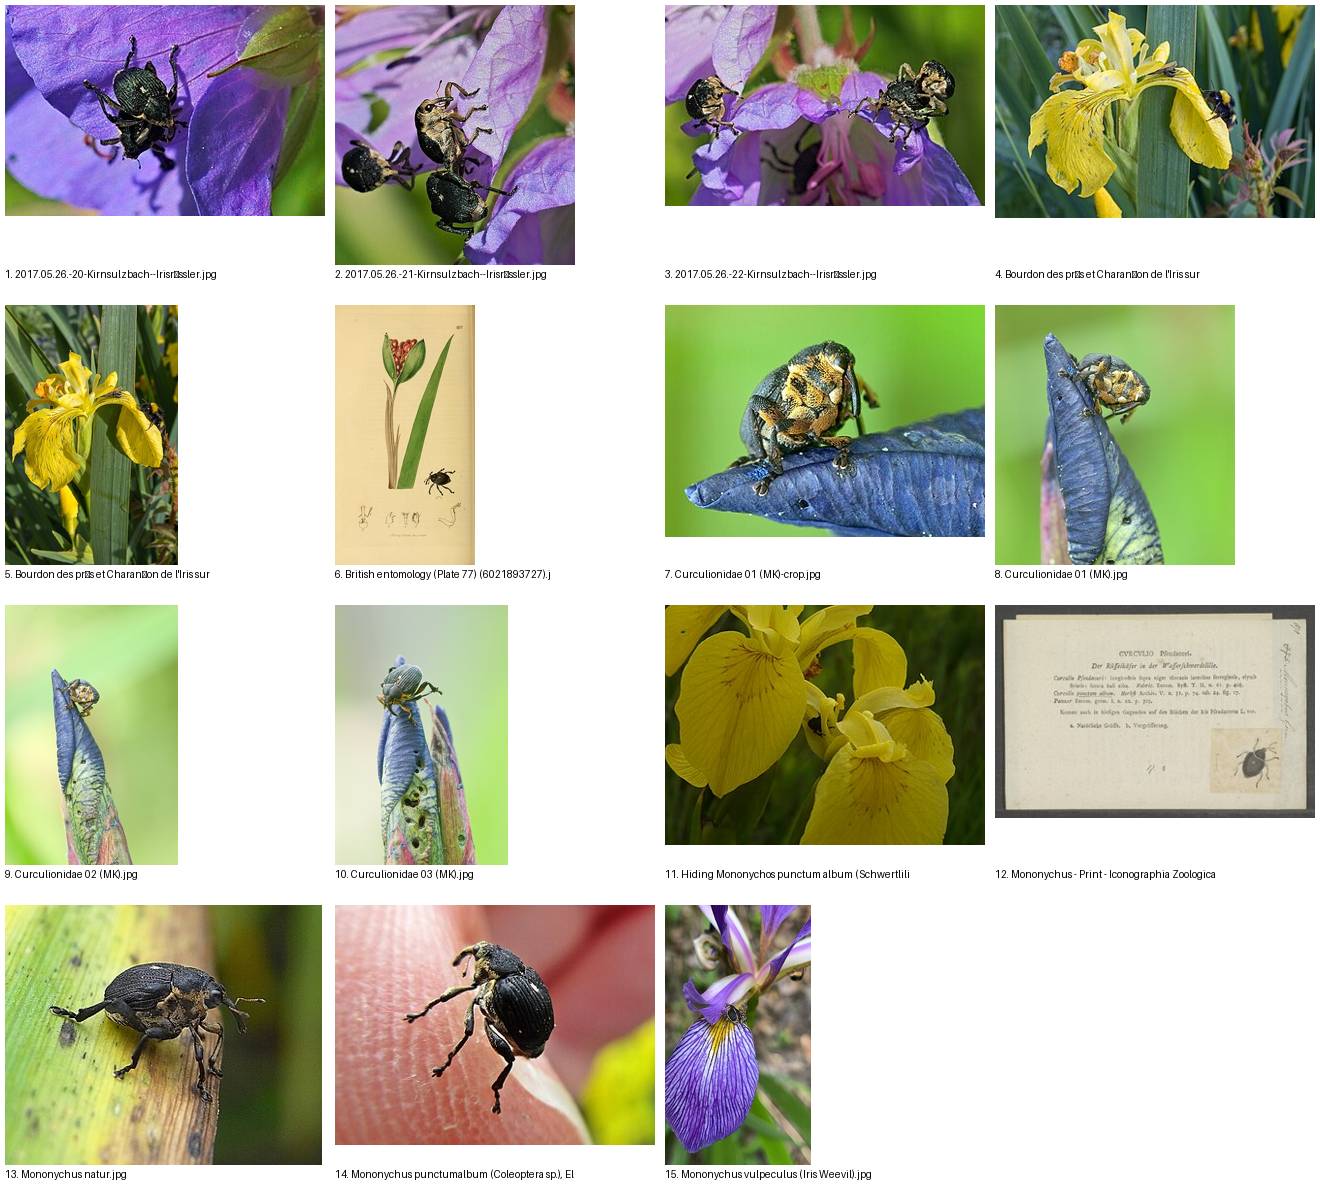 1. 2017.05.26.-20-Kirnsulzbach--Irisr□ssler.jpg
2. 2017.05.26.-21-Kirnsulzbach--Irisr□ssler.jpg
3. 2017.05.26.-22-Kirnsulzbach--Irisr□ssler.jpg
4. Bourdon des pr□s et Charan□on de l'Iris sur
5. Bourdon des pr□s et Charan□on de l'Iris sur
6. British entomology (Plate 77) (6021893727).j
7. Curculionidae 01 (MK)-crop.jpg
8. Curculionidae 01 (MK).jpg
9. Curculionidae 02 (MK).jpg
10. Curculionidae 03 (MK).jpg
11. Hiding Mononychos punctum album (Schwertlili
CVRCVLIO Pseudacori.
Der Rüsselkäfer in der Wasserschwerdtlilie.
12. Mononychus - Print - Iconographia Zoologica
13. Mononychus natur.jpg
14. Mononychus punctumalbum (Coleoptera sp.), El
15. Mononychus vulpeculus (Iris Weevil).jpg